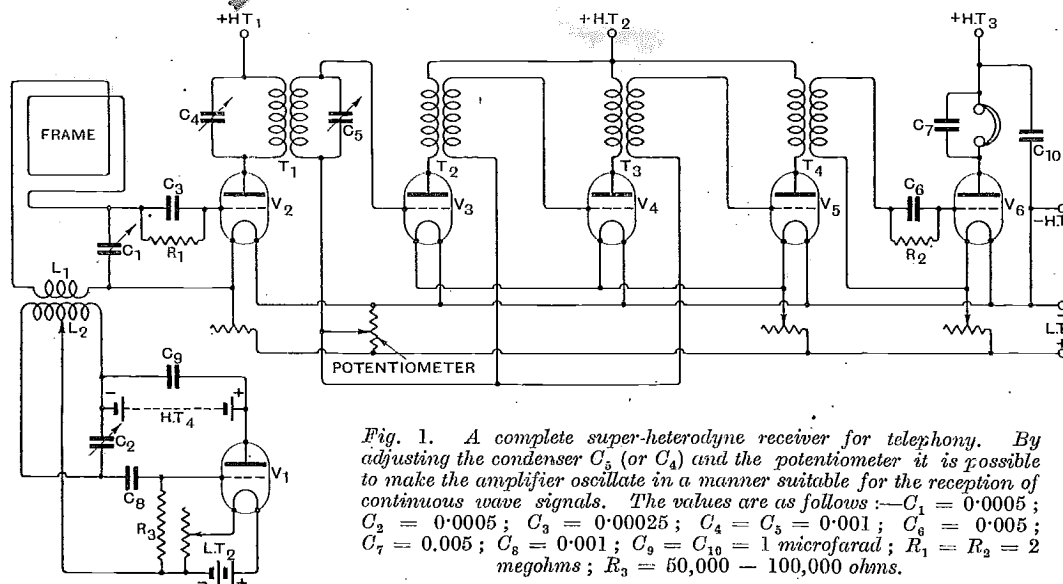 +H.T1
+H.T2
+H.T3
FRAME
C4
C5
T1
C3
V2
R1
C1
L1
L2
T2
V3
T3
V4
T4
V5
C7
C10
C6
V6
R2
-H.T
L.T
+
POTENTIOMETER
C9
- +
H.T4
C2
C8
V1
R3
L.T2
- +
Fig. 1. A complete super-heterodyne receiver for telephony. By
adjusting the condenser C5 (or C4) and the potentiometer it is possible
to make the amplifier oscillate in a manner suitable for the reception of
continuous wave signals. The values are as follows :—C1 = 0·0005 ;
C2 = 0·0005 ; C3 = 0·00025 ; C4 = C5 = 0·001 ; C6 = 0·005 ;
C7 = 0.005 ; C8 = 0·001 ; C9 = C10 = 1 microfarad ; R1 = R2 = 2
megohms ; R3 = 50,000 — 100,000 ohms.